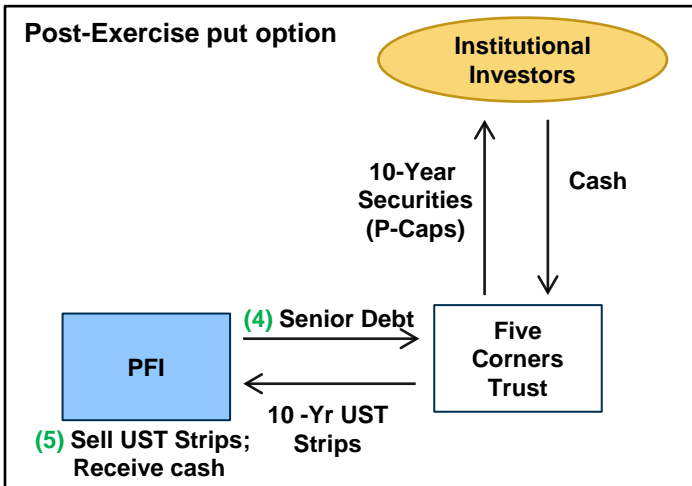 Post-Exercise put option
Institutional
Investors
10-Year
Securities
(P-Caps)
Cash
(4) Senior Debt
PFI
Five
Corners
Trust
10 -Yr UST
Strips
(5) Sell UST Strips;
Receive cash